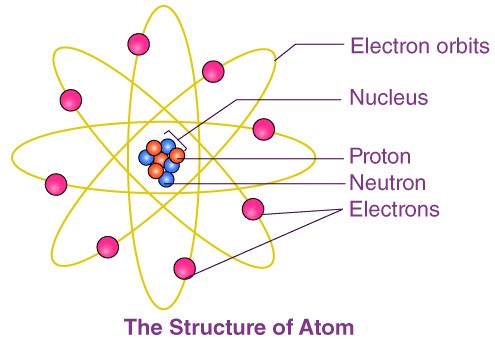 Electron orbits
Nucleus
Proton
Neutron
Electrons
The Structure of Atom